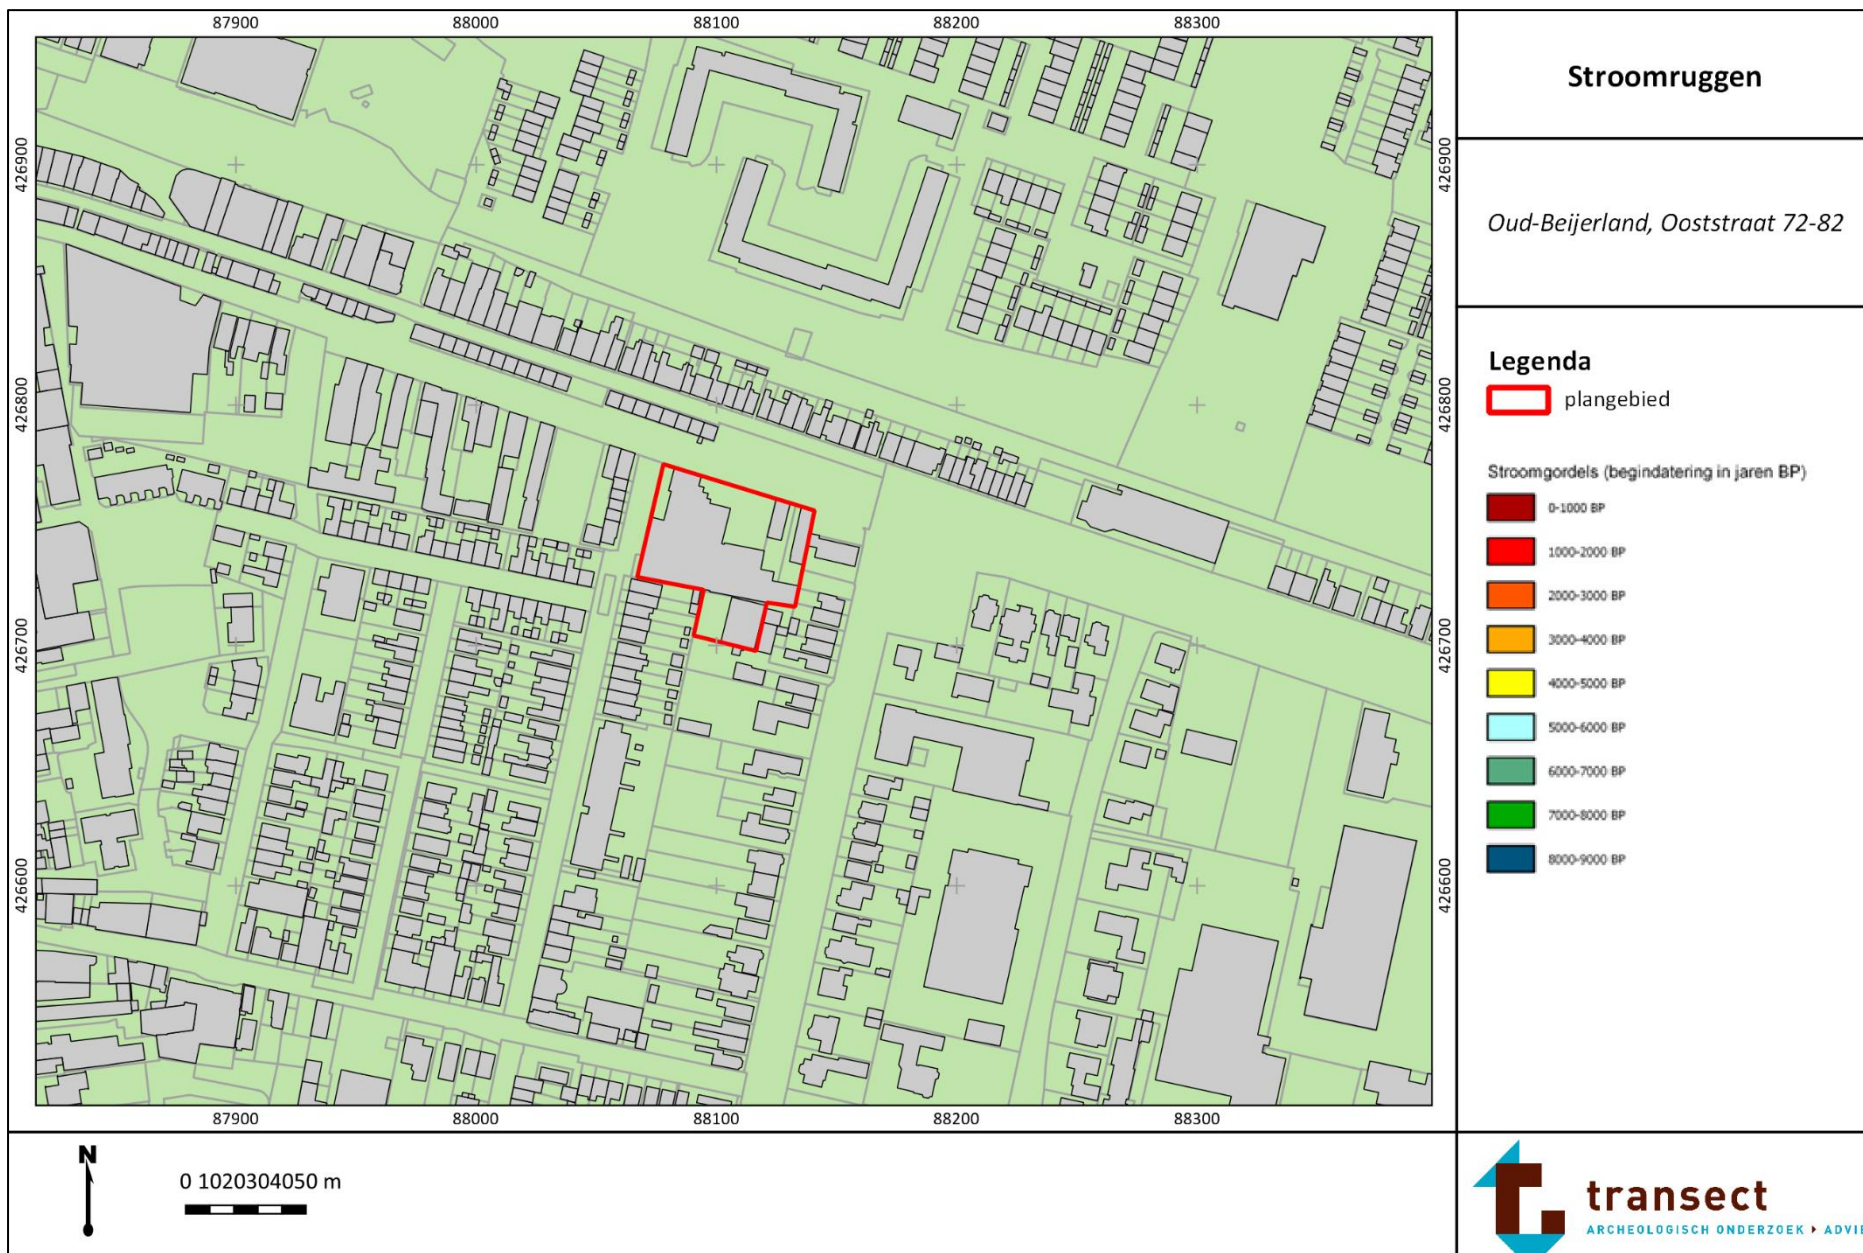 87900 88000 88100 88200 88300
426900
426800
426700
426600
426900
426800
426700
426600
87900 88000 88100 88200 88300
N
0 1020304050 m
Stroomruggen
Oud-Beijerland, Ooststraat 72-82
Legenda
plangebied
Stroomgordels (begindatering in jaren BP)
0-1000 BP
1000-2000 BP
2000-3000 BP
3000-4000 BP
4000-5000 BP
5000-6000 BP
6000-7000 BP
7000-8000 BP
8000-9000 BP
transect
ARCHEOLOGISCH ONDERZOEK ▸ ADVIE